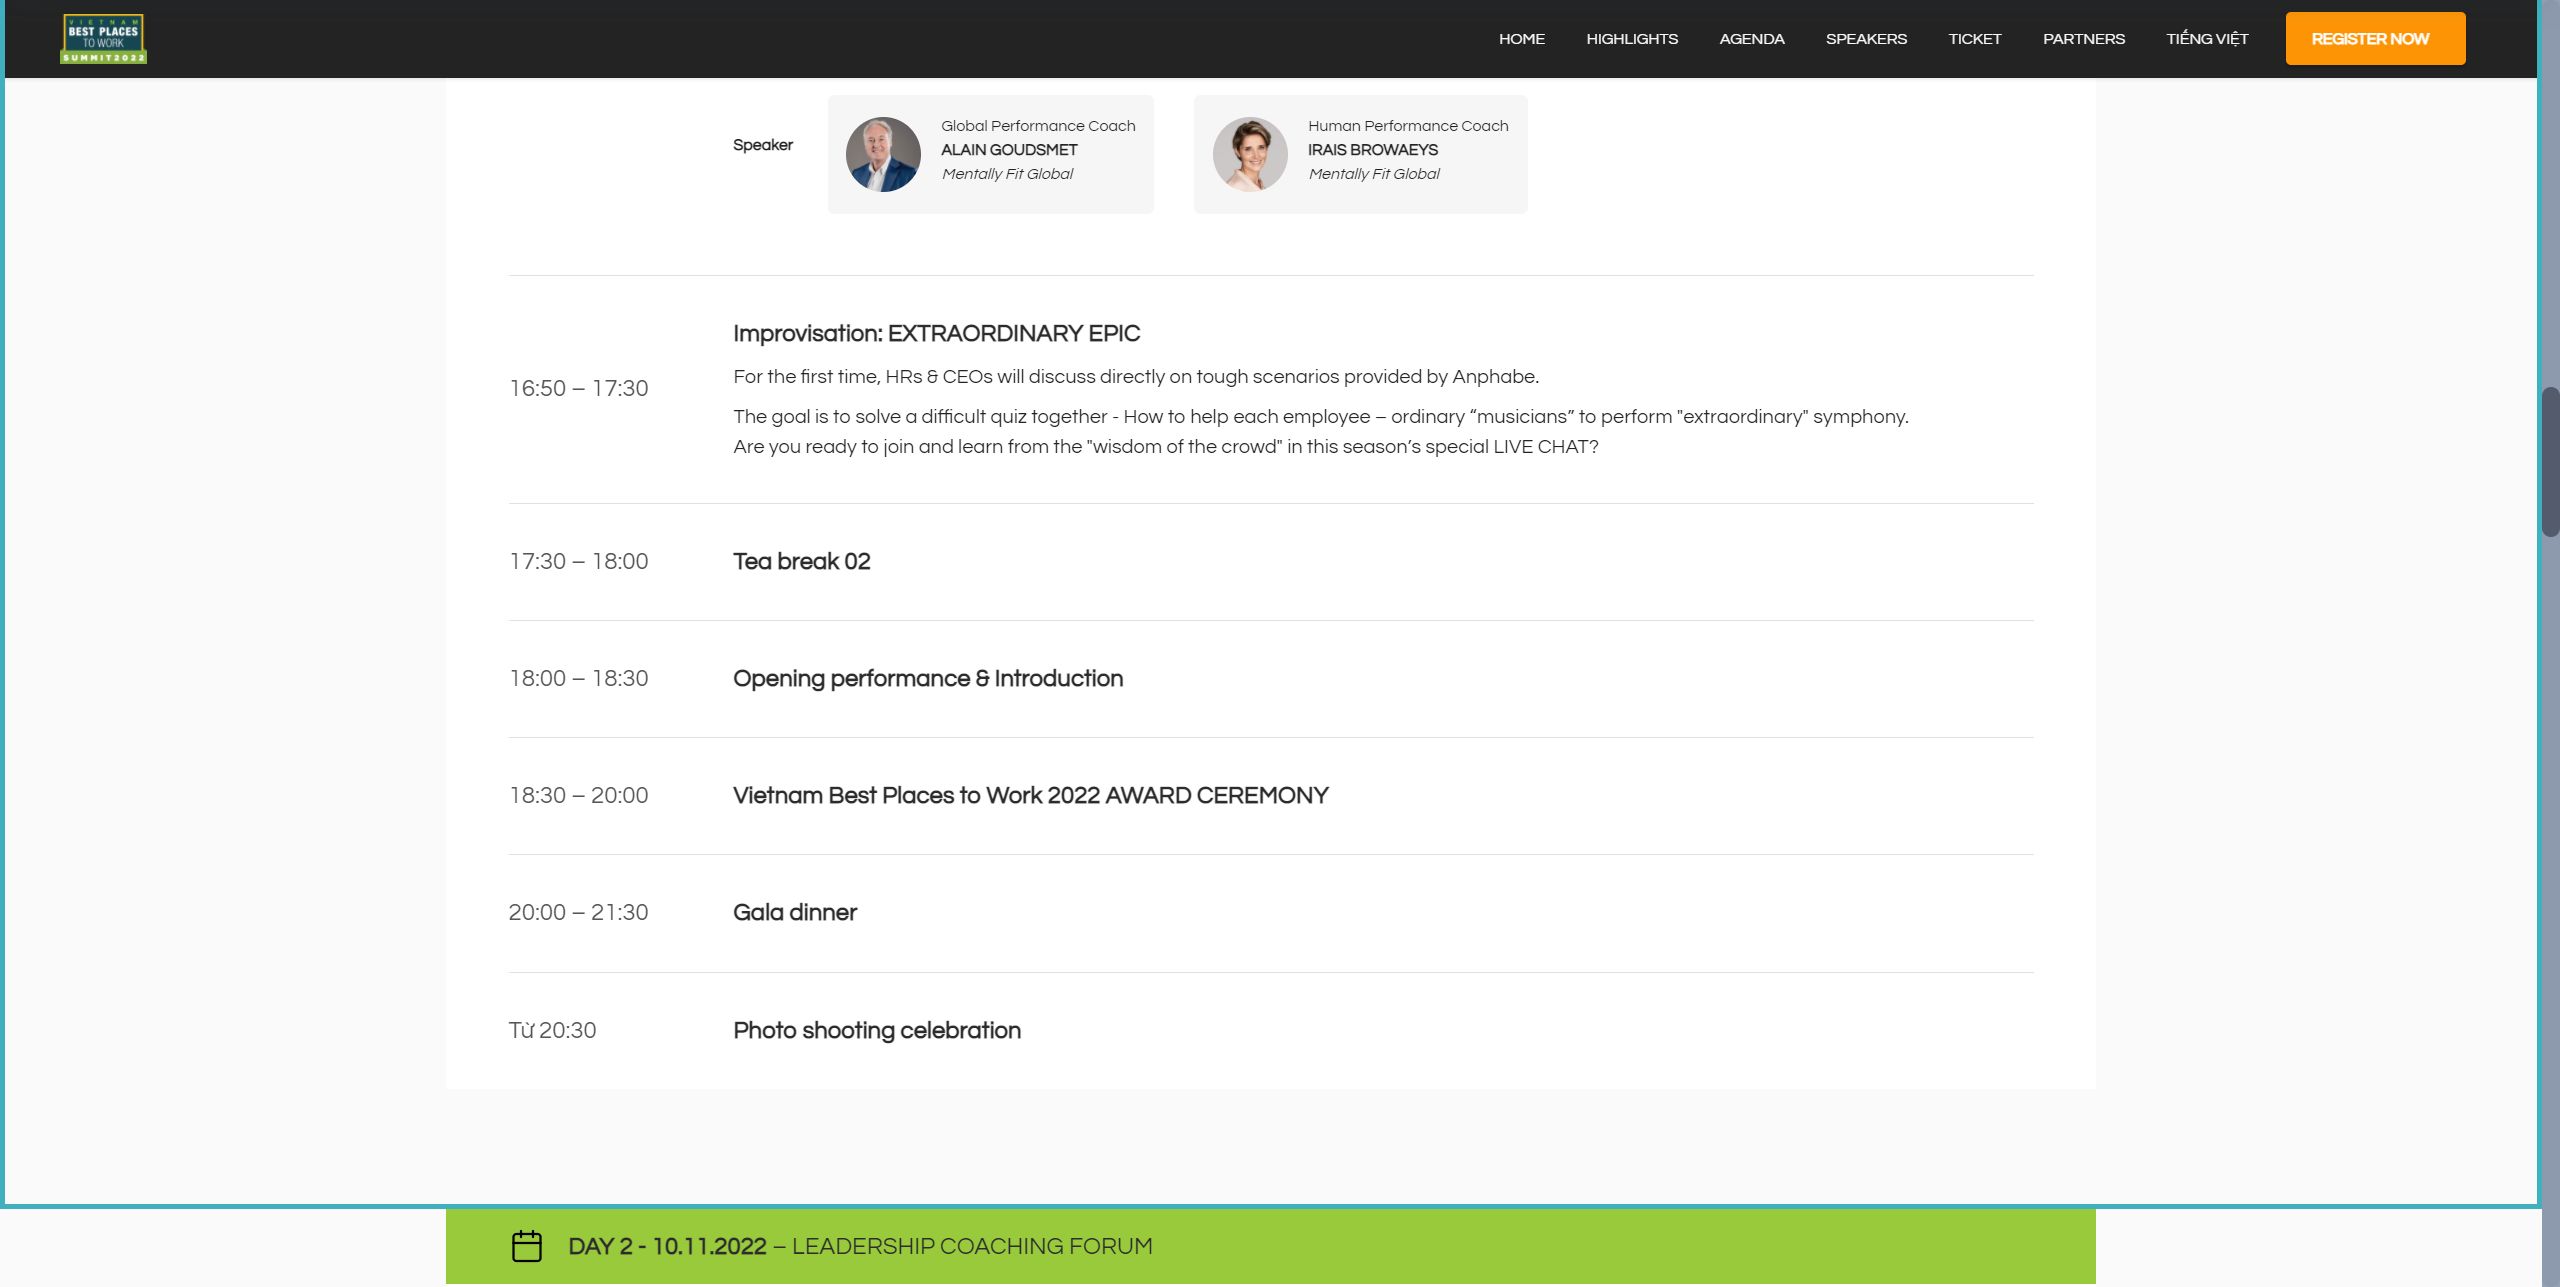 VIETNAM
BEST PLACES
TO WORK
SUMMIT2022
HOME
HIGHLIGHTS
AGENDA
SPEAKERS
TICKET
PARTNERS
TIẾNG VIỆT
REGISTER NOW
Speaker
Global Performance Coach
ALAIN GOUDSMET
Mentally Fit Global
Human Performance Coach
IRAIS BROWAEYS
Mentally Fit Global
16:50 – 17:30
Improvisation: EXTRAORDINARY EPIC
For the first time, HRs & CEOs will discuss directly on tough scenarios provided by Anphabe.
The goal is to solve a difficult quiz together - How to help each employee – ordinary “musicians” to perform "extraordinary" symphony.
Are you ready to join and learn from the "wisdom of the crowd" in this season’s special LIVE CHAT?
17:30 – 18:00
Tea break 02
18:00 – 18:30
Opening performance & Introduction
18:30 – 20:00
Vietnam Best Places to Work 2022 AWARD CEREMONY
20:00 – 21:30
Gala dinner
Từ 20:30
Photo shooting celebration
DAY 2 - 10.11.2022 – LEADERSHIP COACHING FORUM